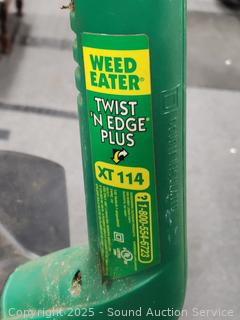 WEED
EATER®
TWIST
'N EDGE®
PLUS
XT 114
? 1-800-554-6723
Copyright © 2025 - Sound Auction Service